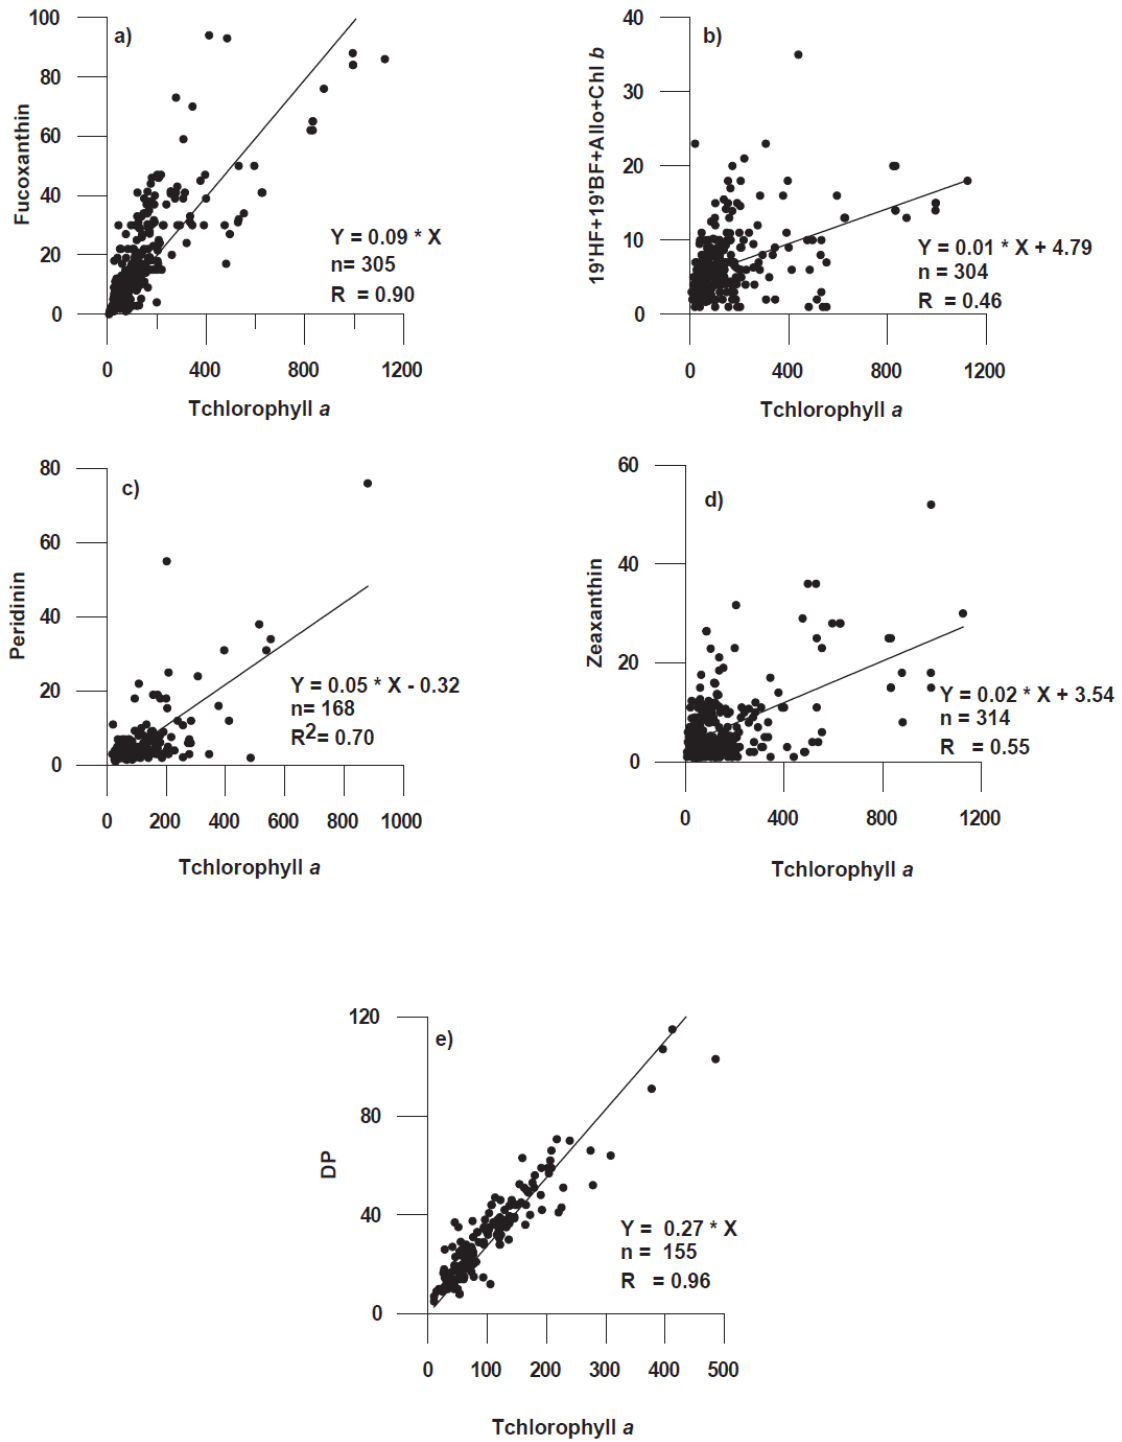 a)
100
80
60
40
20
0
Fucoxanthin
Y = 0.09 * X
n= 305
R = 0.90
0 400 800 1200
Tchlorophyll a
b)
40
30
20
10
0
19'HF+19'BF+Allo+Chl b
Y = 0.01 * X + 4.79
n = 304
R = 0.46
0 400 800 1200
Tchlorophyll a
c)
80
60
40
20
0
Peridinin
Y = 0.05 * X - 0.32
n= 168
R2= 0.70
0 200 400 600 800 1000
Tchlorophyll a
d)
60
40
20
0
Zeaxanthin
Y = 0.02 * X + 3.54
n = 314
R = 0.55
0 400 800 1200
Tchlorophyll a
e)
120
80
40
0
DP
Y = 0.27 * X
n = 155
R = 0.96
0 100 200 300 400 500
Tchlorophyll a